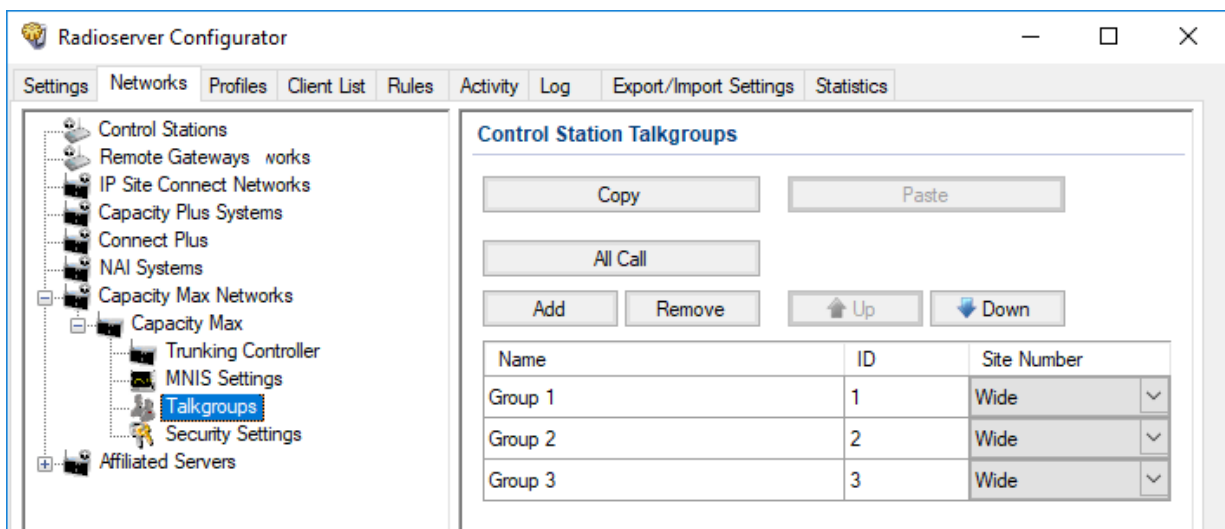 Radioserver Configurator
Settings Networks Profiles Client List Rules Activity Log Export/Import Settings Statistics
Control Stations
Remote Gateways works
IP Site Connect Networks
Capacity Plus Systems
Connect Plus
NAI Systems
Capacity Max Networks
Capacity Max
Trunking Controller
MNIS Settings
Talkgroups
Security Settings
Affiliated Servers
Control Station Talkgroups
Copy Paste
All Call
Add Remove Up Down
Name ID Site Number
Group 1 1 Wide
Group 2 2 Wide
Group 3 3 Wide